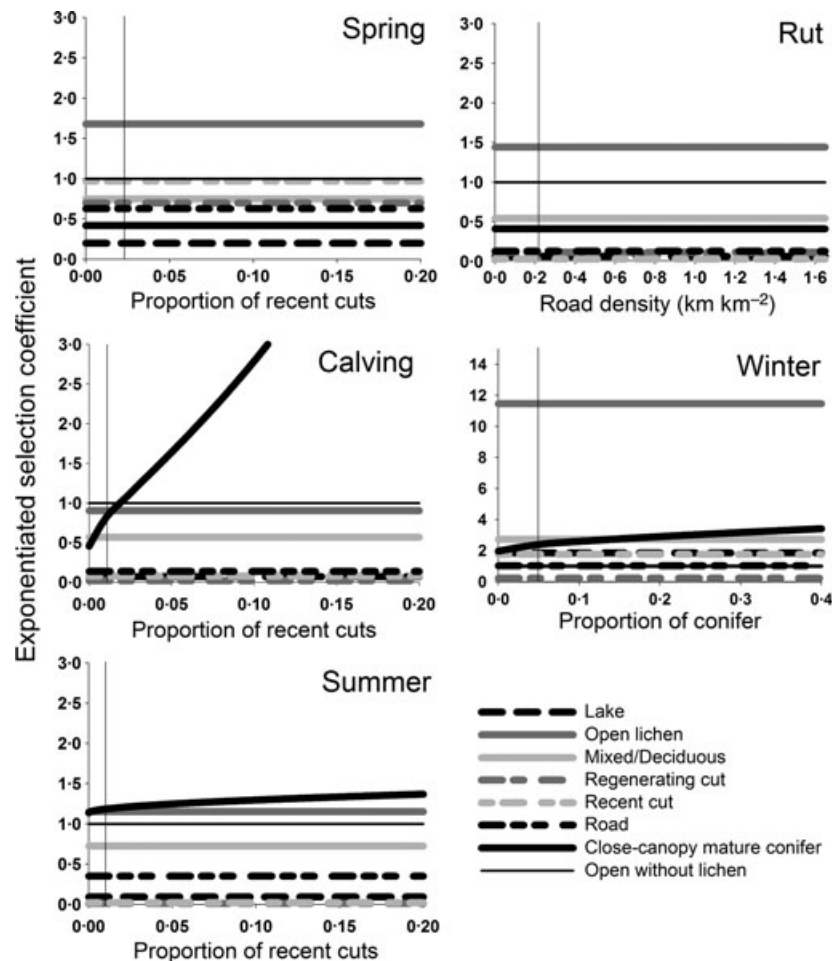 Exponentiated selection coefficient
Spring
3·0
2·5
2·0
1·5
1·0
0·5
0·0
0·00 0·05 0·10 0·15 0·20
Proportion of recent cuts
Rut
3·0
2·5
2·0
1·5
1·0
0·5
0·0
0·0 0·2 0·4 0·6 0·8 1·0 1·2 1·4 1·6
Road density (km km⁻²)
Calving
3·0
2·5
2·0
1·5
1·0
0·5
0·0
0·00 0·05 0·10 0·15 0·20
Proportion of recent cuts
Winter
14
12
10
8
6
4
2
0
0·0 0·1 0·2 0·3 0·4
Proportion of conifer
Summer
3·0
2·5
2·0
1·5
1·0
0·5
0·0
0·00 0·05 0·10 0·15 0·20
Proportion of recent cuts
Lake
Open lichen
Mixed/Deciduous
Regenerating cut
Recent cut
Road
Close-canopy mature conifer
Open without lichen